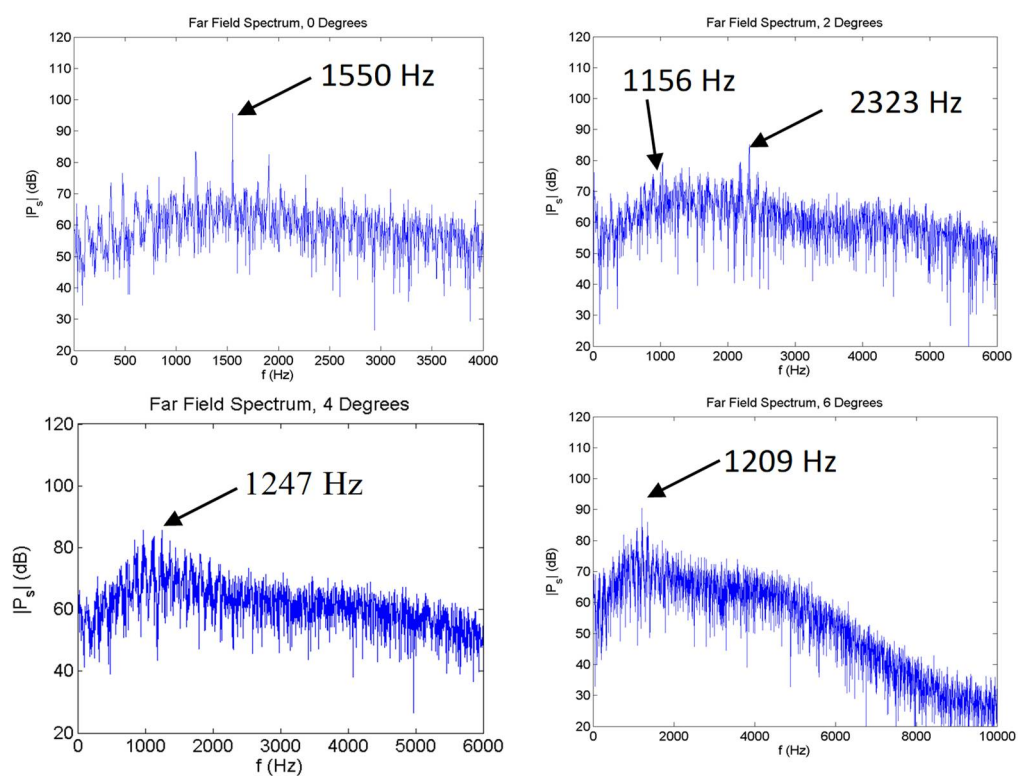 Far Field Spectrum, 0 Degrees
120
110
100
90
80
70
60
50
40
30
20
|Ps| (dB)
1550 Hz
0 500 1000 1500 2000 2500 3000 3500 4000
f (Hz)
Far Field Spectrum, 2 Degrees
120
110
100
90
80
70
60
50
40
30
20
|Ps| (dB)
1156 Hz
2323 Hz
0 1000 2000 3000 4000 5000 6000
f (Hz)
Far Field Spectrum, 4 Degrees
120
100
80
60
40
20
|Ps| (dB)
1247 Hz
0 1000 2000 3000 4000 5000 6000
f (Hz)
Far Field Spectrum, 6 Degrees
120
110
100
90
80
70
60
50
40
30
20
|Ps| (dB)
1209 Hz
0 2000 4000 6000 8000 10000
f (Hz)